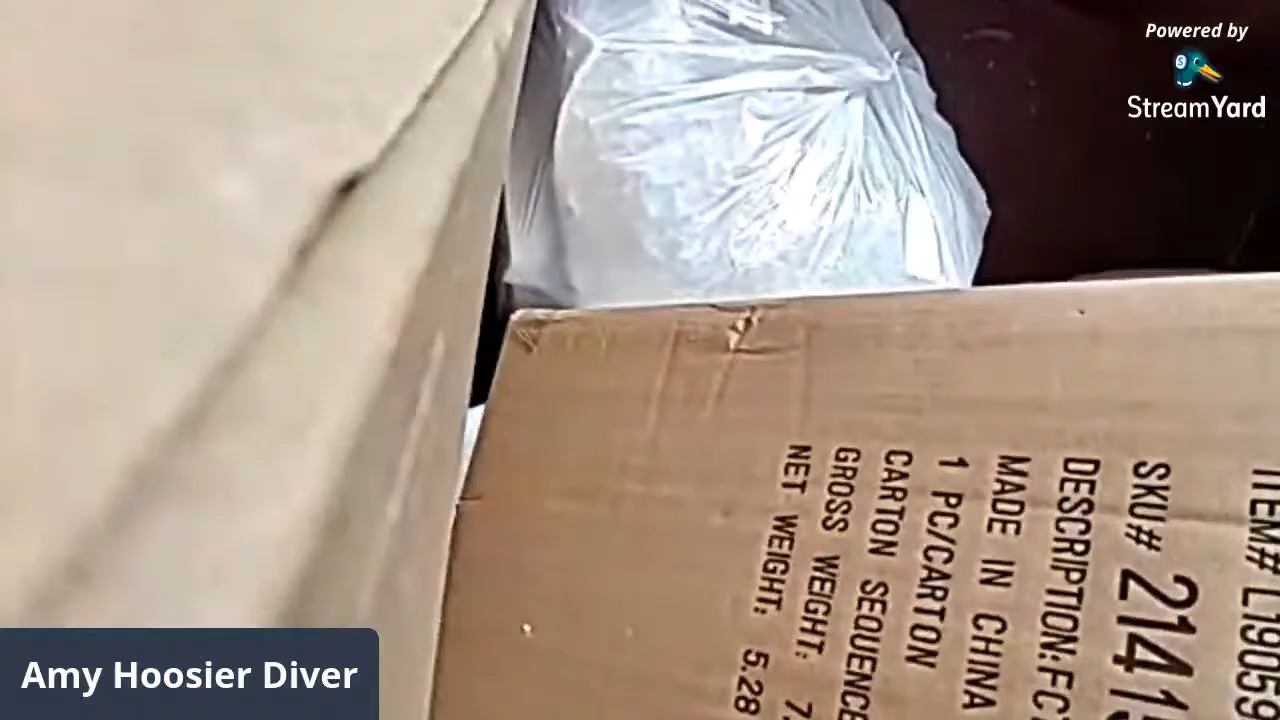 Powered by
StreamYard
ITEM# L19059
SKU# 2141
DESCRIPTION:FC
MADE IN CHINA
1 PC/CARTON
CARTON SEQUENCE
GROSS WEIGHT: 7.
NET WEIGHT: 5.28
Amy Hoosier Diver